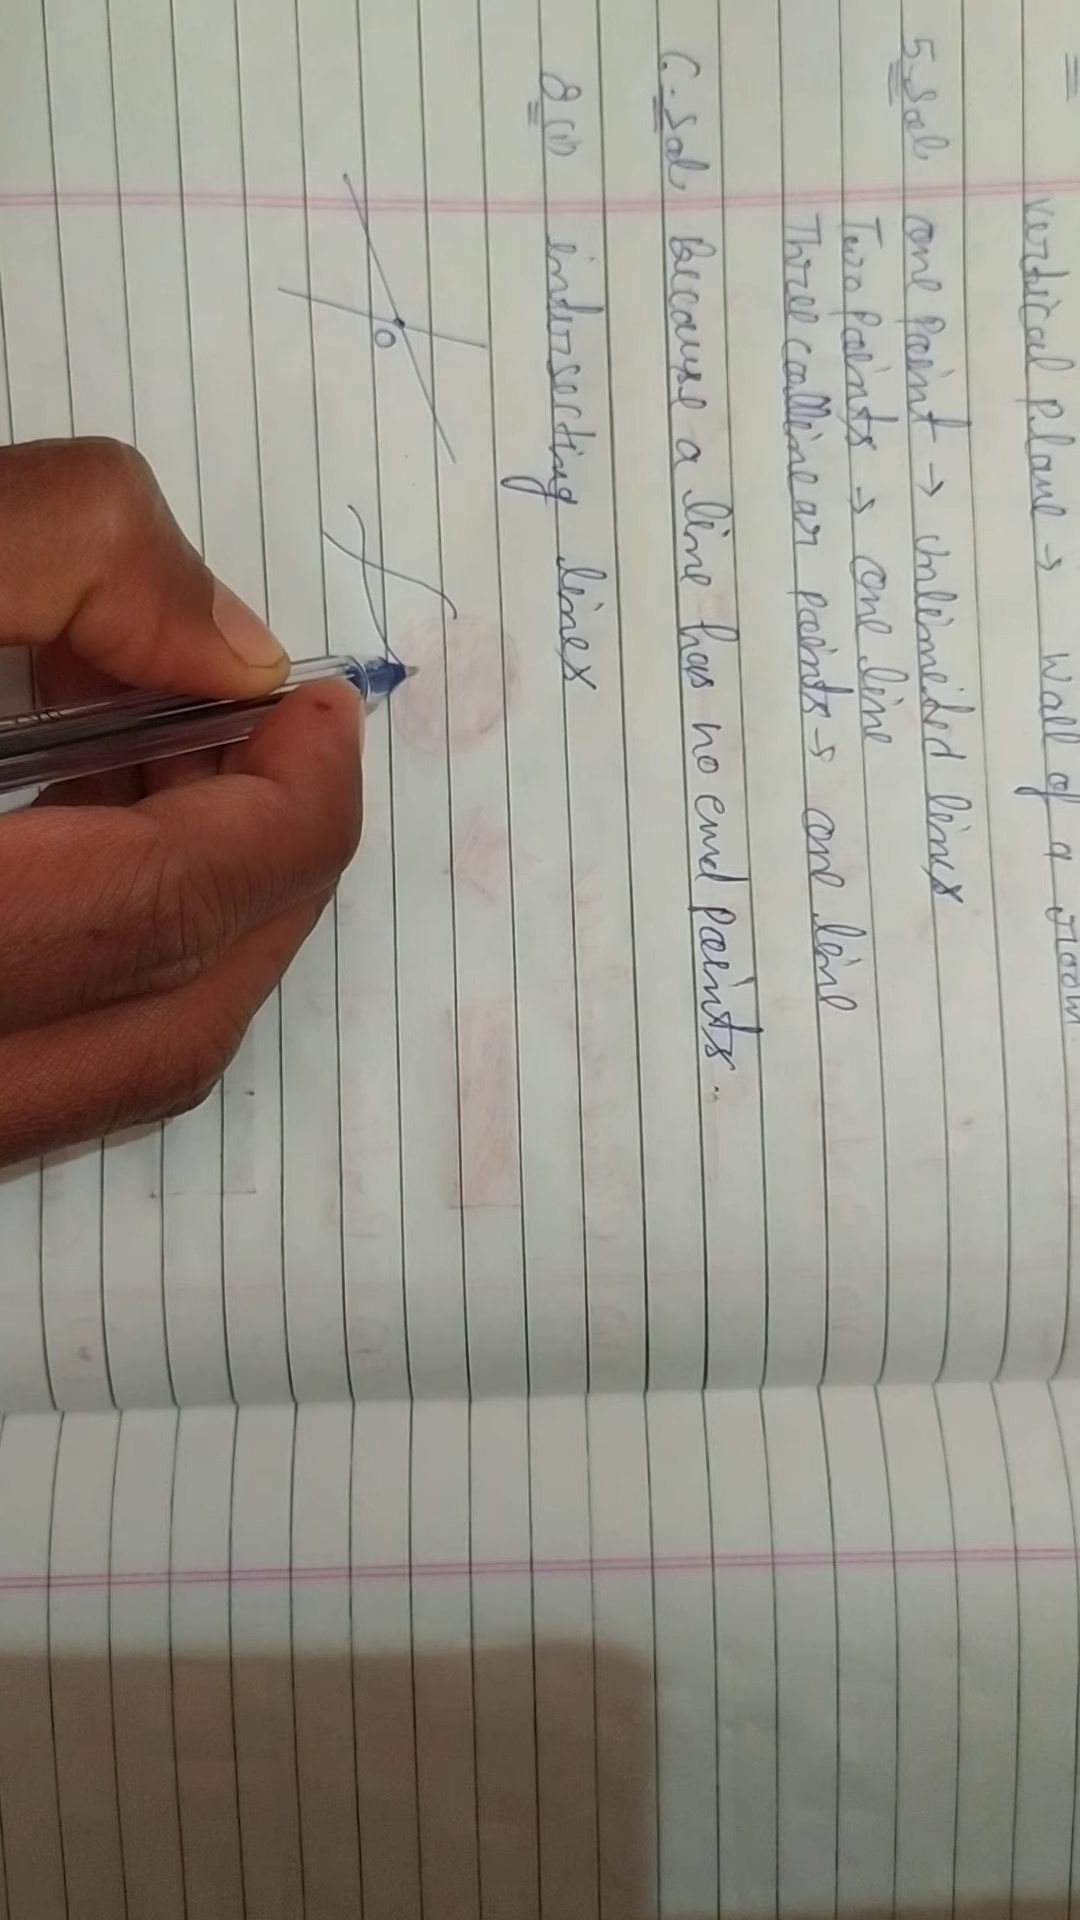 vertical plane → wall of a room
5. Sol one point → unlimited lines
Two points → one line
Three collinear points → one line
6. Sol because a line has no end points.
8 (i) intersecting lines
O